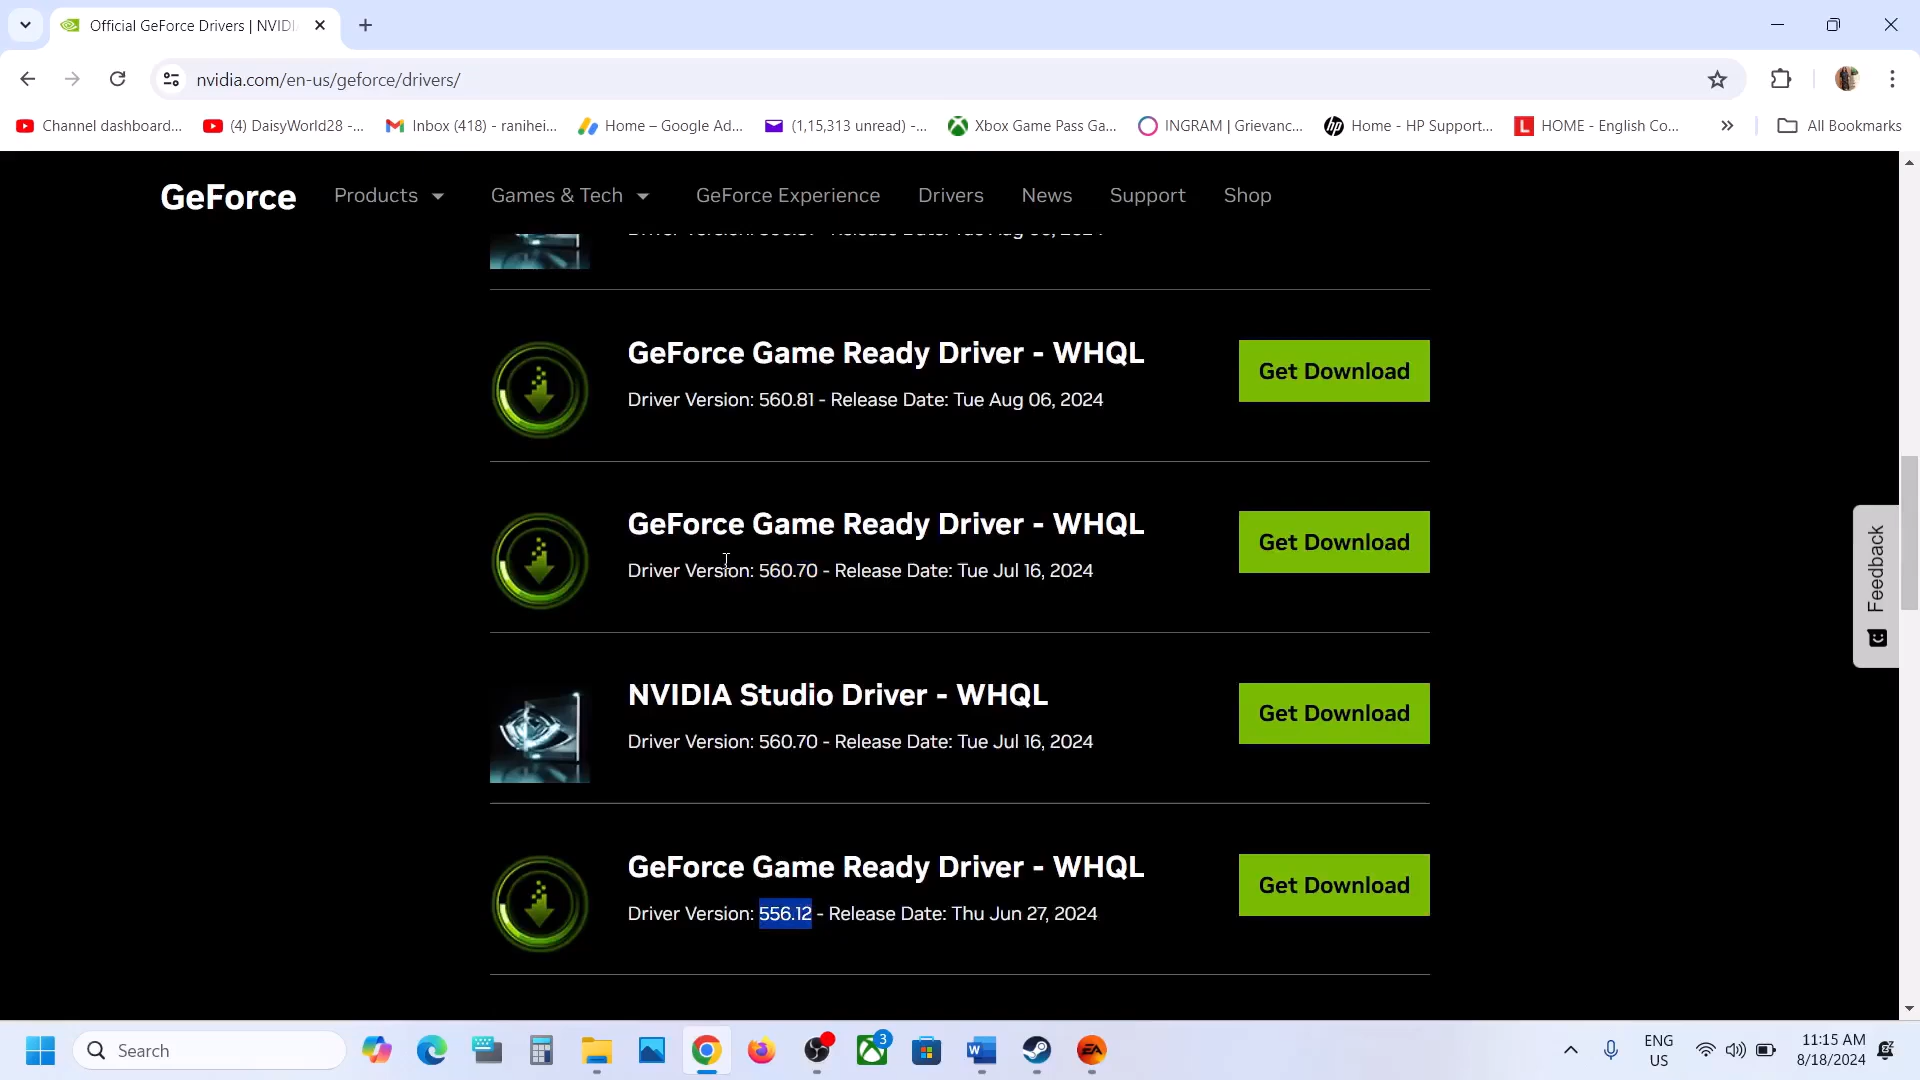 Official GeForce Drivers | NVIDI
nvidia.com/en-us/geforce/drivers/
Channel dashboard...
(4) DaisyWorld28 -...
Inbox (418) - ranihei...
Home – Google Ad...
(1,15,313 unread) -...
Xbox Game Pass Ga...
INGRAM | Grievanc...
Home - HP Support...
HOME - English Co...
All Bookmarks
GeForce
Products
Games & Tech
GeForce Experience
Drivers
News
Support
Shop
GeForce Game Ready Driver - WHQL
Driver Version: 560.81 - Release Date: Tue Aug 06, 2024
Get Download
GeForce Game Ready Driver - WHQL
Driver Version: 560.70 - Release Date: Tue Jul 16, 2024
Get Download
NVIDIA Studio Driver - WHQL
Driver Version: 560.70 - Release Date: Tue Jul 16, 2024
Get Download
GeForce Game Ready Driver - WHQL
Driver Version: 556.12 - Release Date: Thu Jun 27, 2024
Get Download
Feedback
Search
3
ENG
US
11:15 AM
8/18/2024